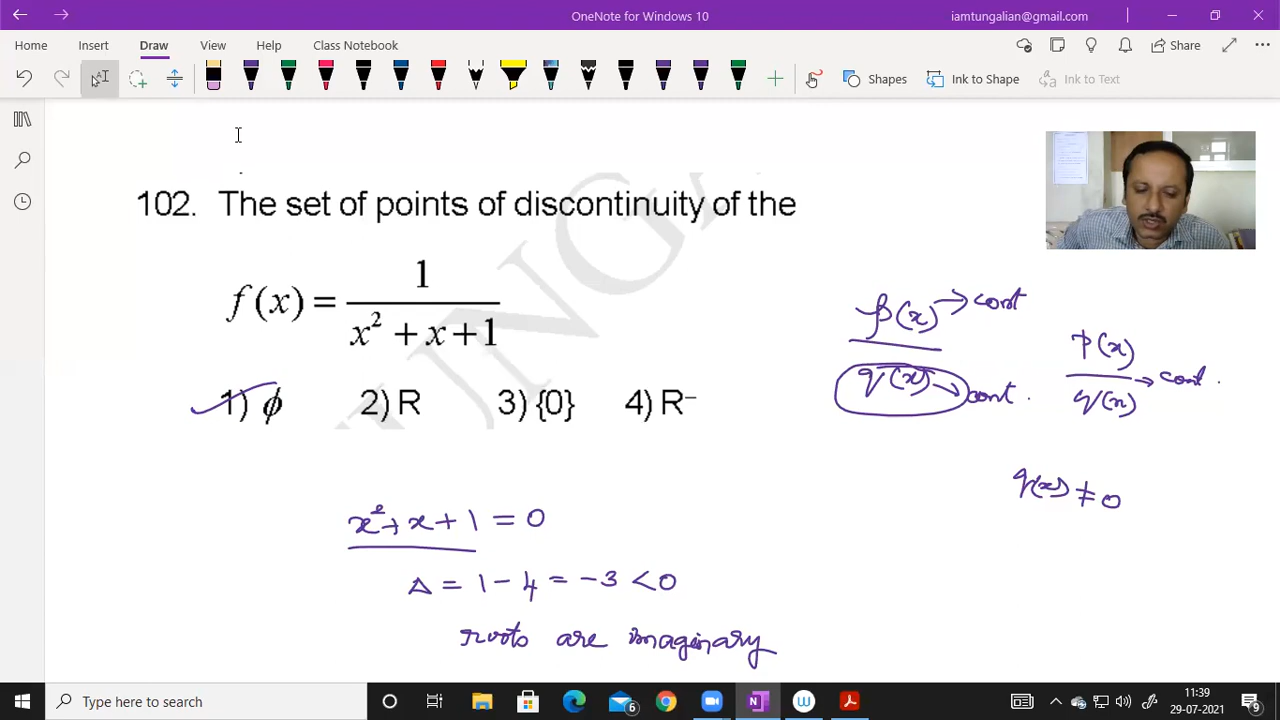 OneNote for Windows 10
iamtungalian@gmail.com
Home Insert Draw View Help Class Notebook
Share
Shapes Ink to Shape Ink to Text
102. The set of points of discontinuity of the
f(x) = 1 / (x² + x + 1)
1) ϕ 2) R 3) {0} 4) R⁻
p(x) → cont
q(x) → cont.
p(x) / q(x) → cont.
q(x) ≠ 0
x² + x + 1 = 0
Δ = 1 - 4 = -3 < 0
roots are imaginary
Type here to search
6
11:39
29-07-2021
9